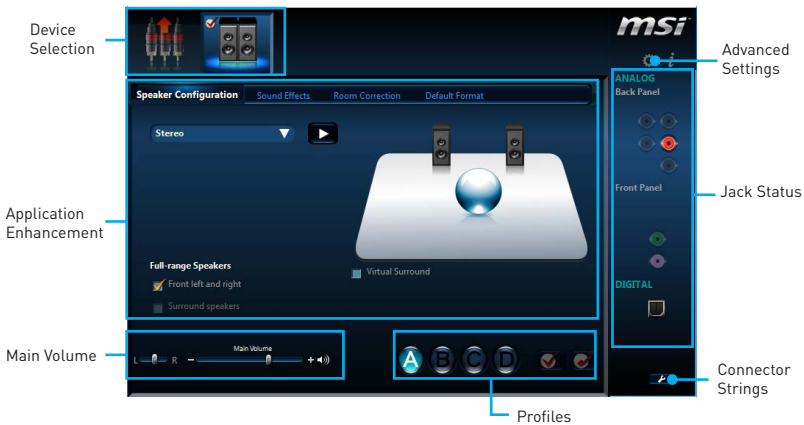 Device
Selection
msi
Advanced
Settings
ANALOG
Back Panel
Speaker Configuration
Sound Effects
Room Correction
Default Format
Stereo
Front Panel
Jack Status
Application
Enhancement
Full-range Speakers
Front left and right
Surround speakers
Virtual Surround
DIGITAL
Main Volume
Main Volume
L
R
- +
A B C D
Connector
Strings
Profiles